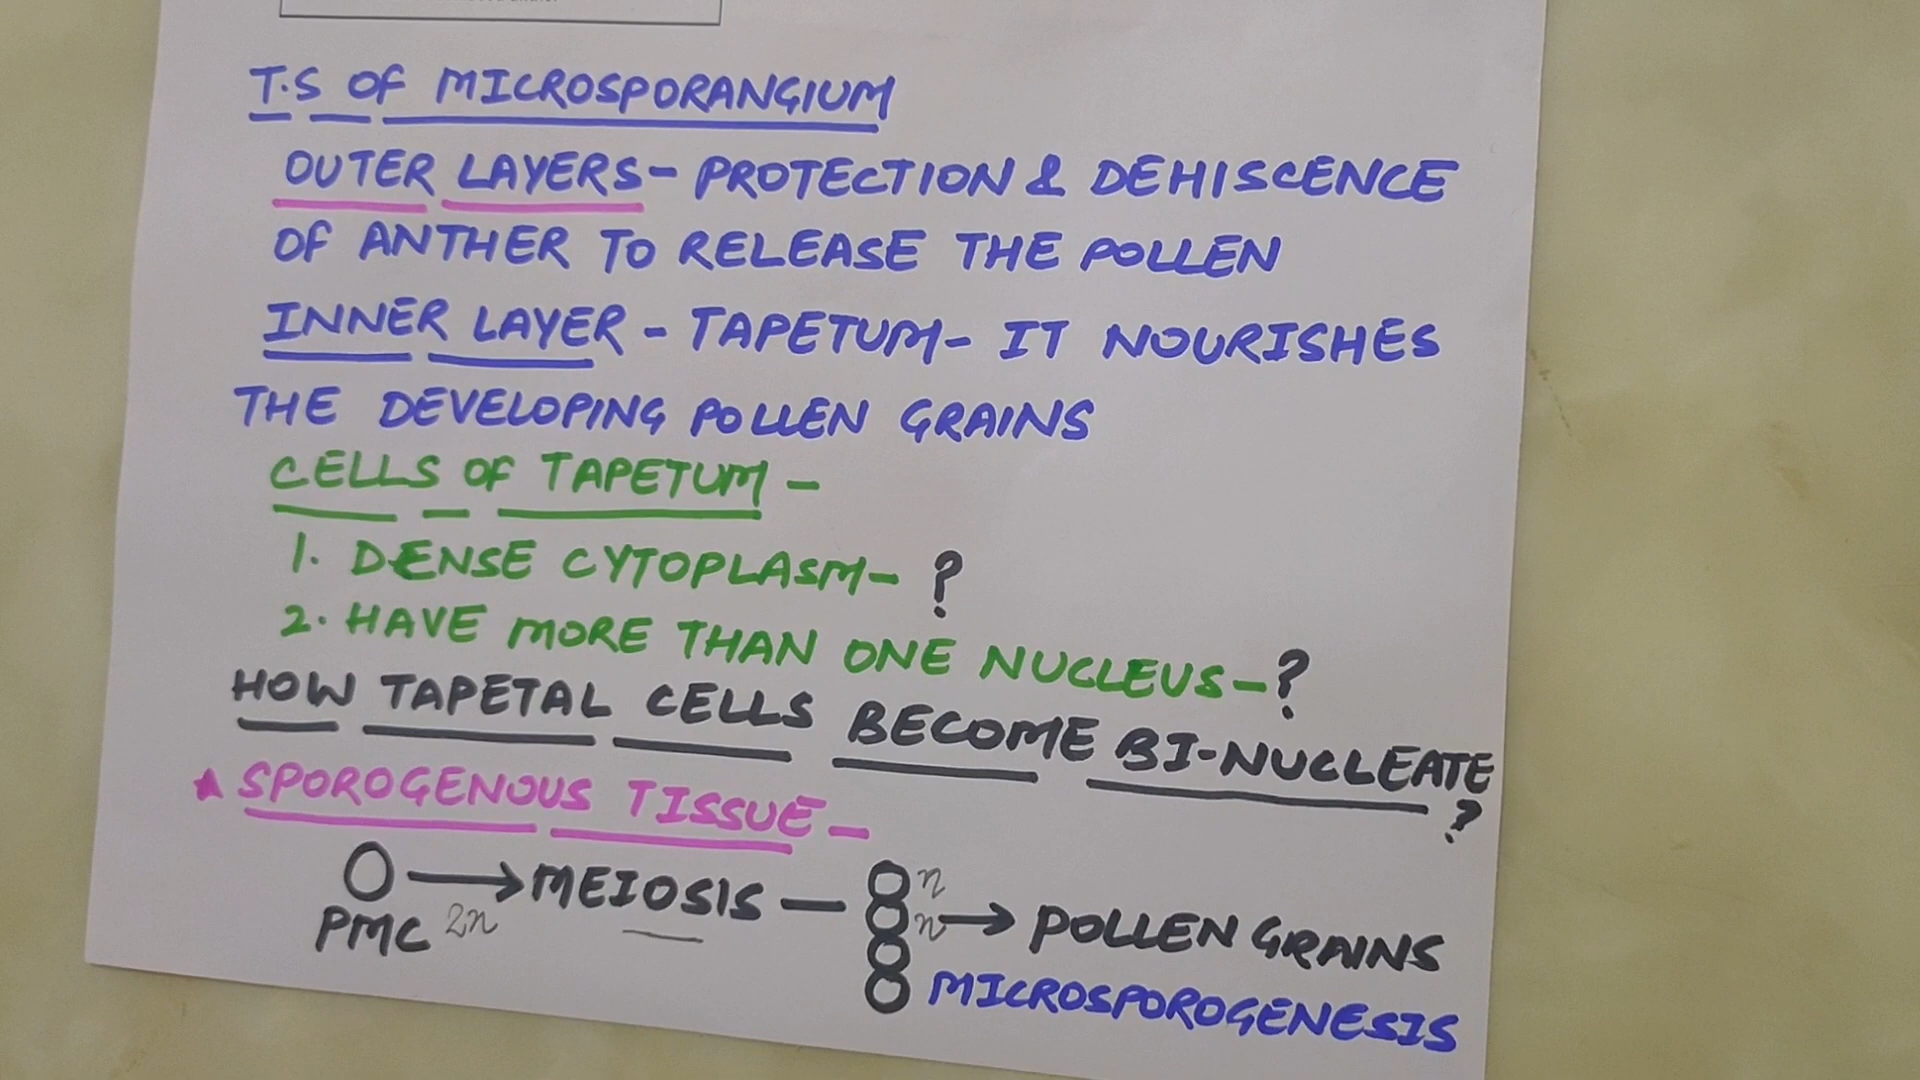 T.S OF MICROSPORANGIUM
OUTER LAYERS- PROTECTION & DEHISCENCE
OF ANTHER TO RELEASE THE POLLEN
INNER LAYER - TAPETUM- IT NOURISHES
THE DEVELOPING POLLEN GRAINS
CELLS OF TAPETUM -
1. DENSE CYTOPLASM- ?
2. HAVE MORE THAN ONE NUCLEUS-?
HOW TAPETAL CELLS BECOME BI-NUCLEATE ?
SPOROGENOUS TISSUE -
MEIOSIS - n
PMC 2n n → POLLEN GRAINS
MICROSPOROGENESIS